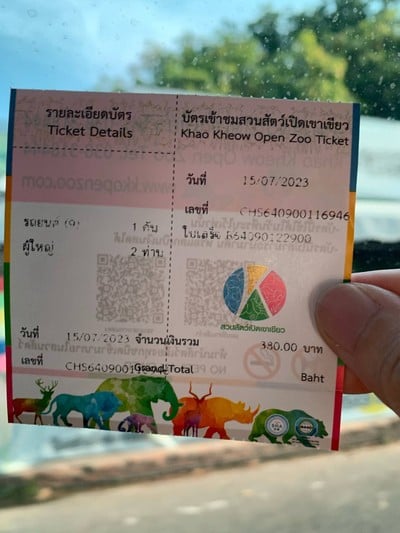 รายละเอียดบัตร
Ticket Details
บัตรเข้าชมสวนสัตว์เปิดเขาเขียว
Khao Kheow Open Zoo Ticket
วันที่ 15/07/2023
เลขที่ CHS640900116946
ใบเสร็จ R64090122900
1 คัน
ผู้ใหญ่ 2 ท่าน
สวนสัตว์เปิดเขาเขียว
วันที่ 15/07/2023 จำนวนเงินรวม 380.00 บาท
เลขที่ Grand Total Baht